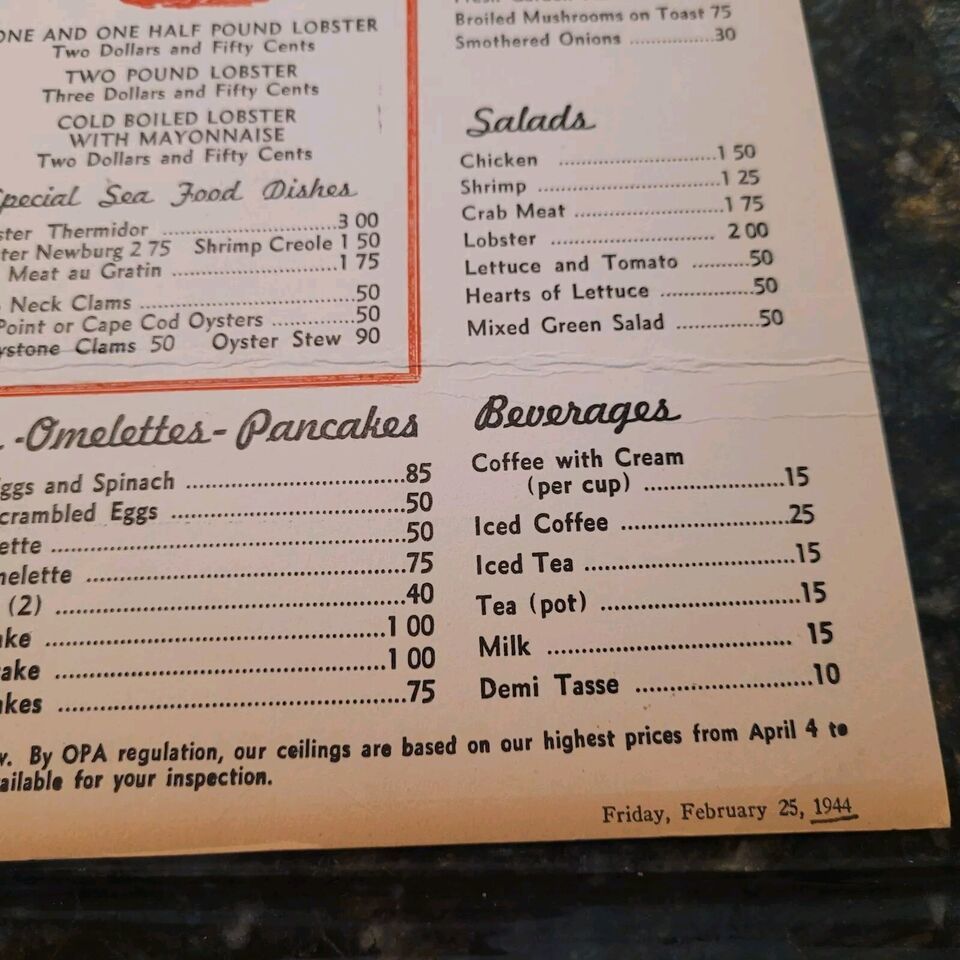 ONE AND ONE HALF POUND LOBSTER
Two Dollars and Fifty Cents
TWO POUND LOBSTER
Three Dollars and Fifty Cents
COLD BOILED LOBSTER
WITH MAYONNAISE
Two Dollars and Fifty Cents
Special Sea Food Dishes
ster Thermidor ..........3 00
ter Newburg 2 75 Shrimp Creole 1 50
Meat au Gratin ..........1 75
Neck Clams ..........50
Point or Cape Cod Oysters ..........50
ystone Clams 50 Oyster Stew 90
-Omelettes-Pancakes
ggs and Spinach ..........85
crambled Eggs ..........50
ette ..........50
melette ..........75
(2) ..........40
ake ..........1 00
ake ..........1 00
akes ..........75
Broiled Mushrooms on Toast 75
Smothered Onions ..........30
Salads
Chicken ..........1 50
Shrimp ..........1 25
Crab Meat ..........1 75
Lobster ..........2 00
Lettuce and Tomato ..........50
Hearts of Lettuce ..........50
Mixed Green Salad ..........50
Beverages
Coffee with Cream
(per cup) ..........15
Iced Coffee ..........25
Iced Tea ..........15
Tea (pot) ..........15
Milk ..........15
Demi Tasse ..........10
w. By OPA regulation, our ceilings are based on our highest prices from April 4 to
ailable for your inspection.
Friday, February 25, 1944